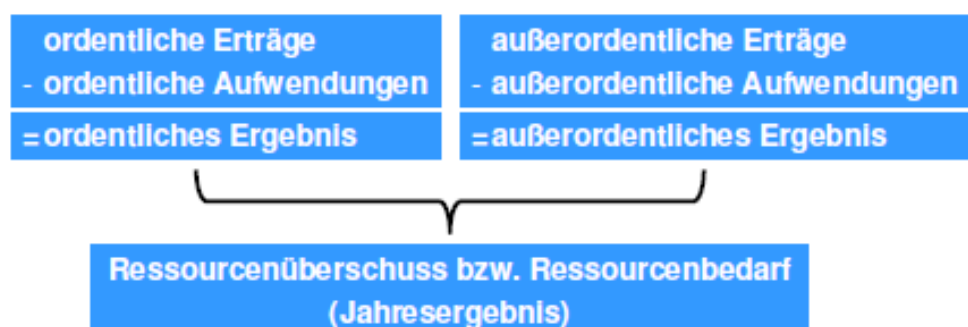 ordentliche Erträge
- ordentliche Aufwendungen
= ordentliches Ergebnis
außerordentliche Erträge
- außerordentliche Aufwendungen
= außerordentliches Ergebnis
Ressourcenüberschuss bzw. Ressourcenbedarf
(Jahresergebnis)